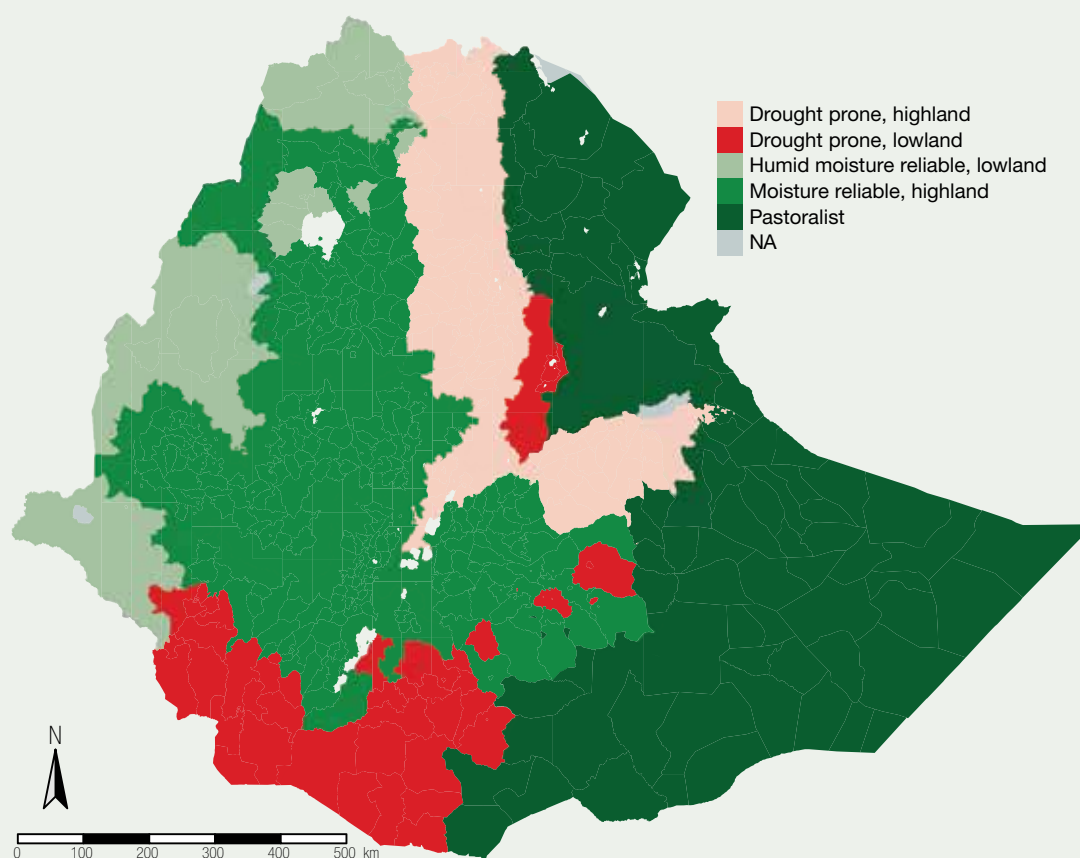 Drought prone, highland
Drought prone, lowland
Humid moisture reliable, lowland
Moisture reliable, highland
Pastoralist
NA
N
0 100 200 300 400 500 km